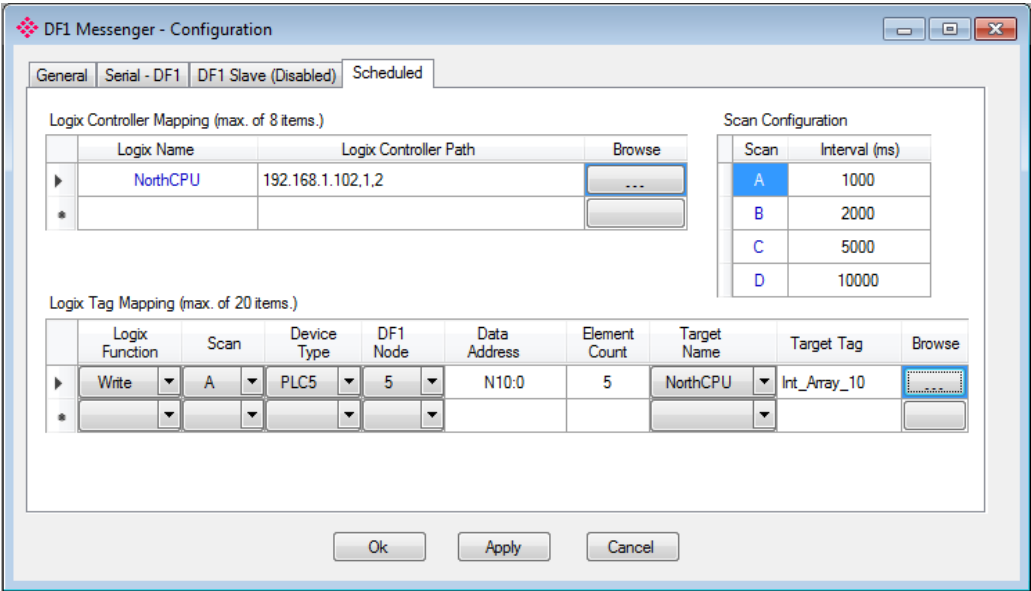 DF1 Messenger - Configuration
General Serial - DF1 DF1 Slave (Disabled) Scheduled
Logix Controller Mapping (max. of 8 items.)
Logix Name Logix Controller Path Browse
NorthCPU 192.168.1.102,1,2 ...
Scan Configuration
Scan Interval (ms)
A 1000
B 2000
C 5000
D 10000
Logix Tag Mapping (max. of 20 items.)
Logix Function Scan Device Type DF1 Node Data Address Element Count Target Name Target Tag Browse
Write A PLC5 5 N10:0 5 NorthCPU Int_Array_10 ...
Ok Apply Cancel